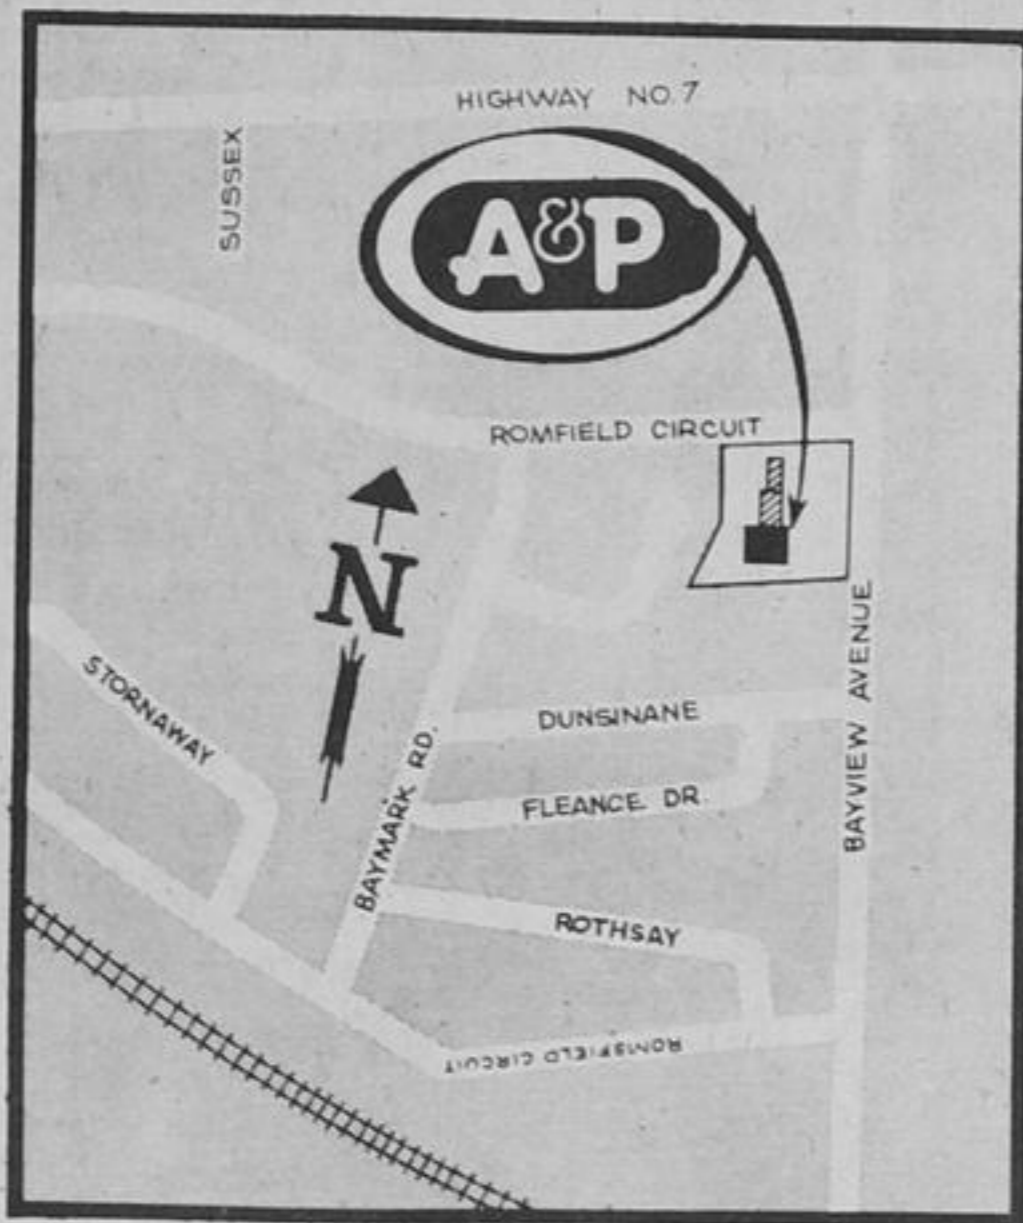 HIGHWAY NO. 7
SUSSEX
A&P
ROMFIELD CIRCUIT
N
STORNAWAY
BAYMARK RD.
DUNSINANE
FLEANCE DR.
BAYVIEW AVENUE
ROTHSAY
ROMSFIELD CIRCUIT